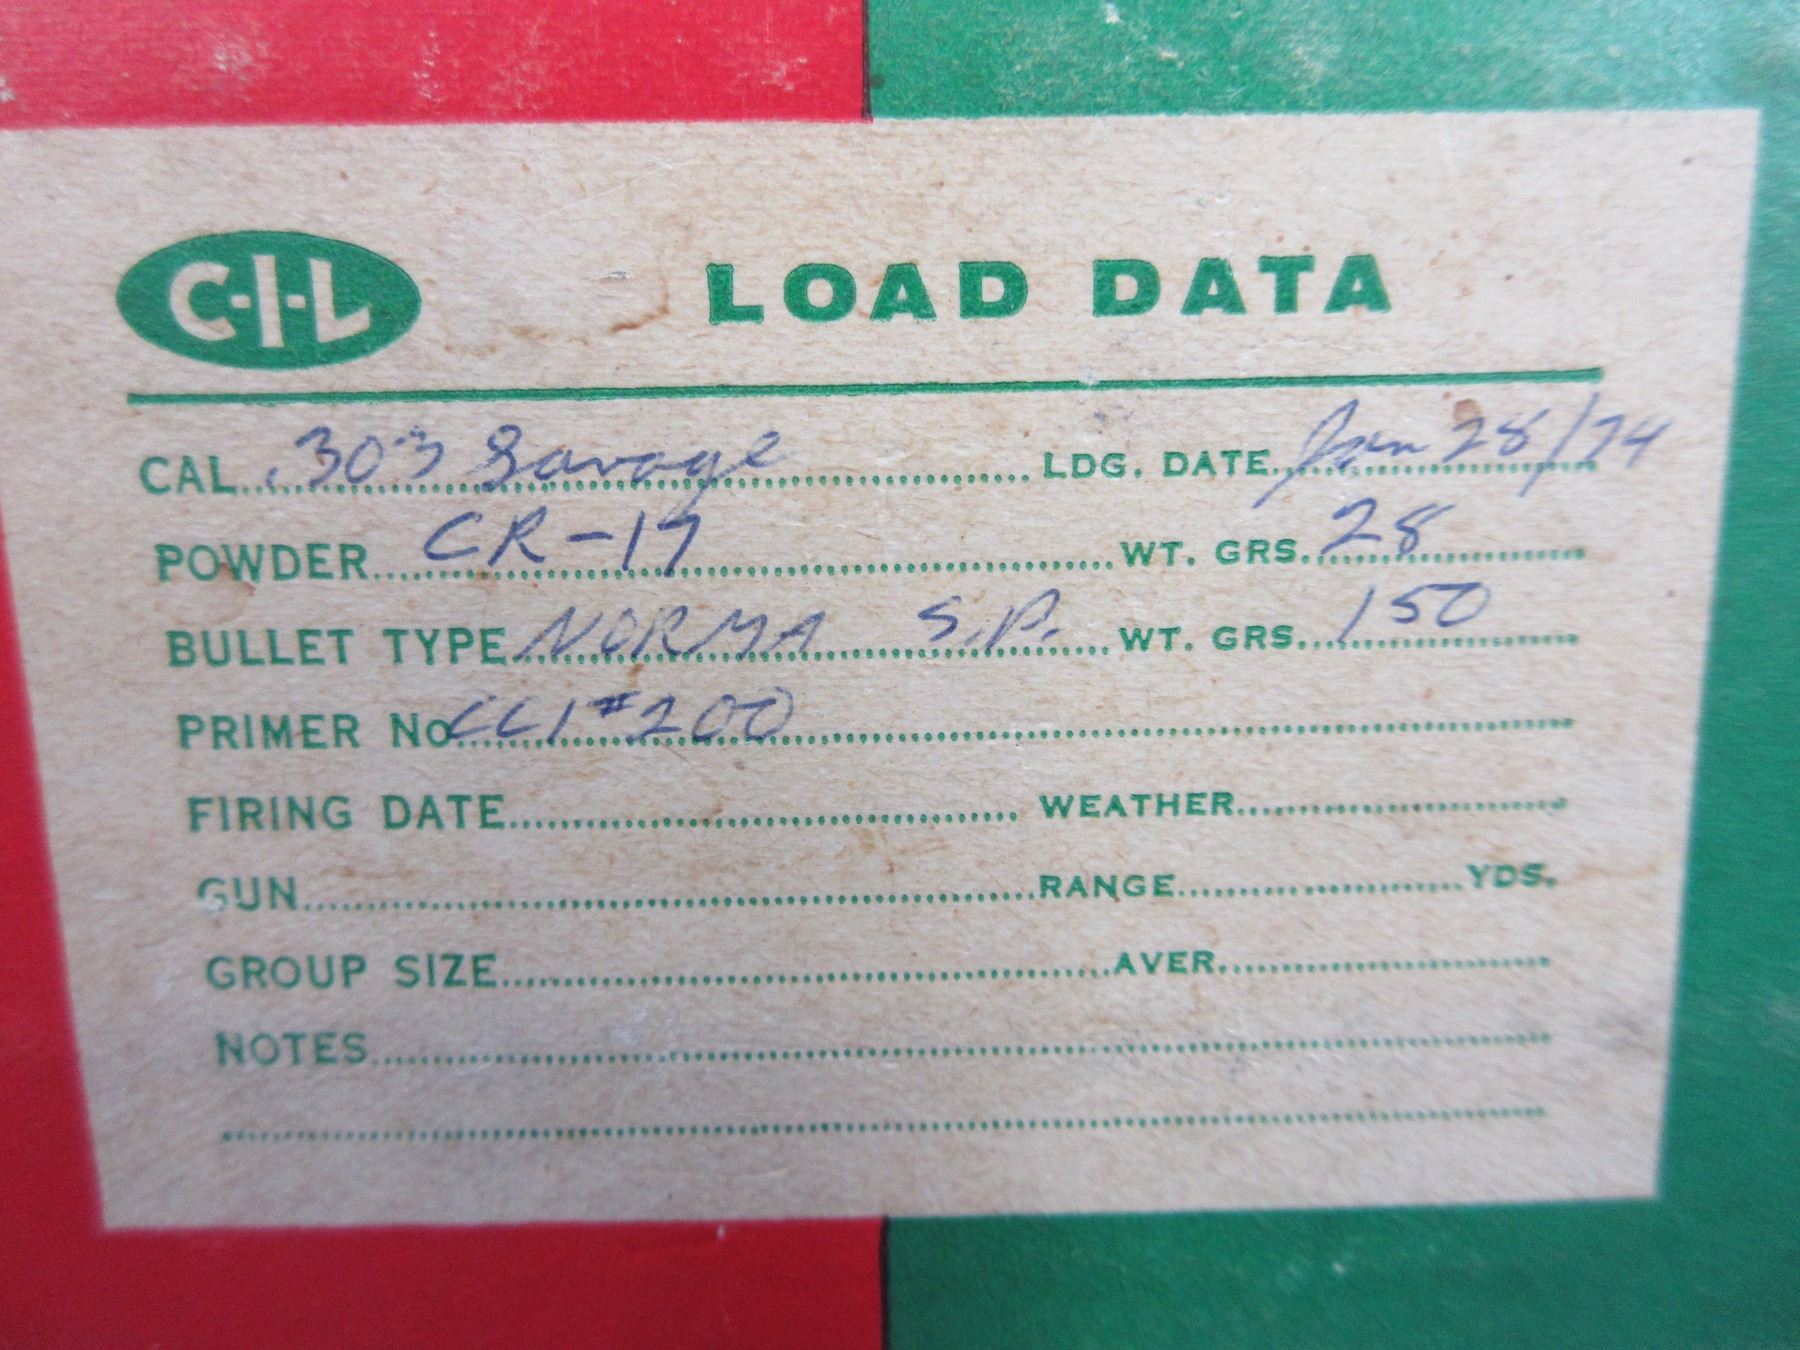 C-I-L LOAD DATA
CAL. .303 Savage LDG. DATE Jan 28/74
POWDER CR-17 WT. GRS. 28
BULLET TYPE NORMA S.P. WT. GRS. 150
PRIMER No CCI #200
FIRING DATE WEATHER
GUN RANGE YDS.
GROUP SIZE AVER.
NOTES